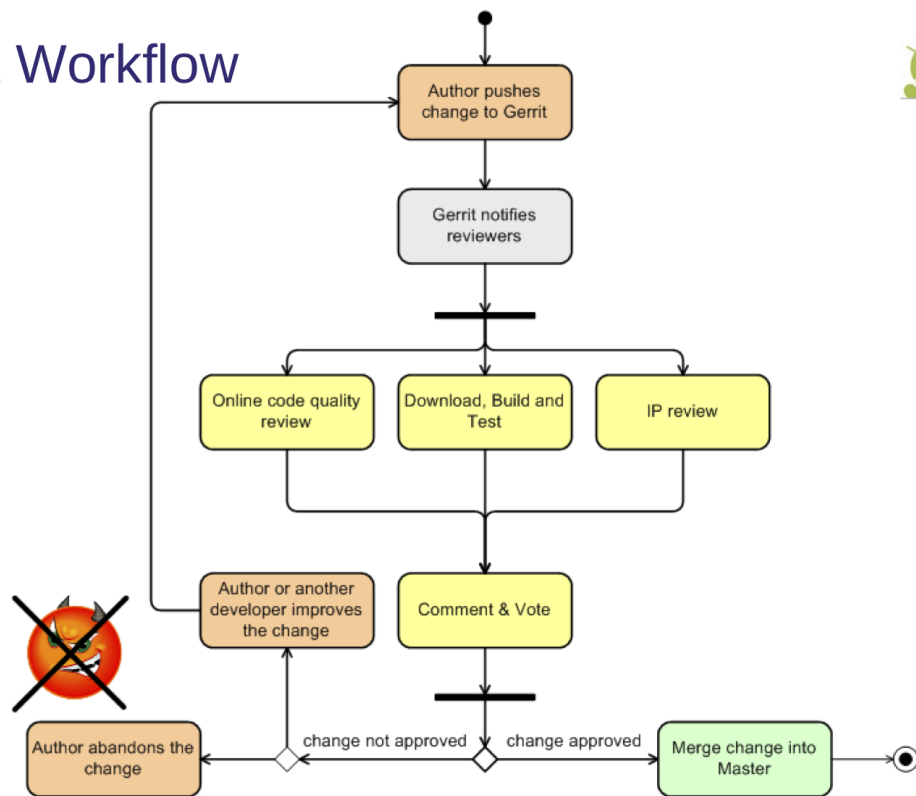 Workflow
Author pushes
change to Gerrit
Gerrit notifies
reviewers
Online code quality
review
Download, Build and
Test
IP review
Author or another
developer improves
the change
Comment & Vote
Author abandons the
change
change not approved
change approved
Merge change into
Master